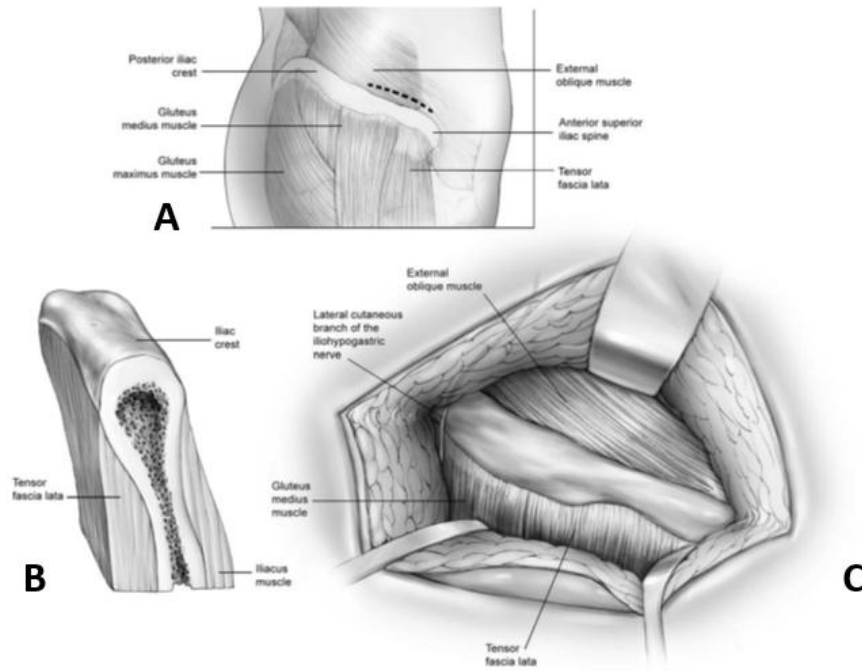 Posterior iliac
crest
Gluteus
medius muscle
Gluteus
maximus muscle
External
oblique muscle
Anterior superior
iliac spine
Tensor
fascia lata
A
Iliac
crest
Tensor
fascia lata
Iliacus
muscle
B
External
oblique muscle
Lateral cutaneous
branch of the
iliohypogastric
nerve
Gluteus
medius
muscle
Tensor
fascia lata
C